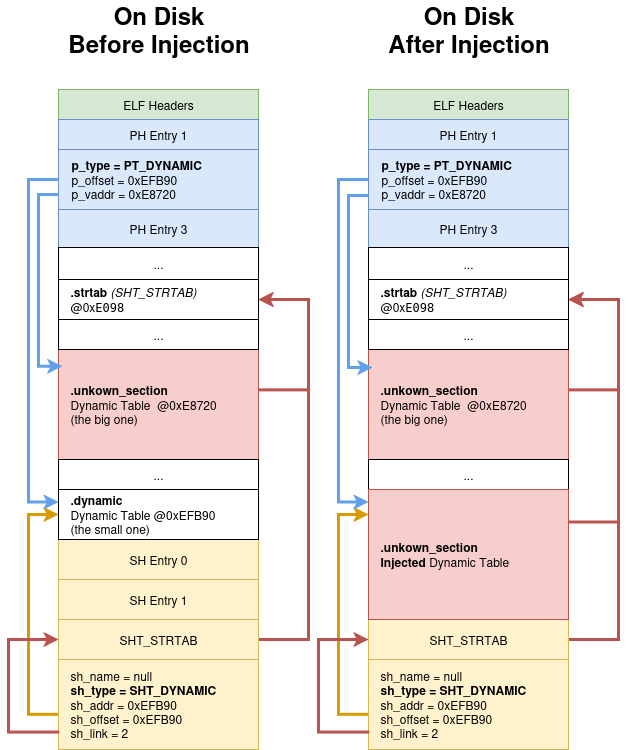 On Disk
Before Injection
ELF Headers
PH Entry 1
p_type = PT_DYNAMIC
p_offset = 0xEFB90
p_vaddr = 0xE8720
PH Entry 3
...
.strtab (SHT_STRTAB)
@0xE098
...
.unkown_section
Dynamic Table @0xE8720
(the big one)
...
.dynamic
Dynamic Table @0xEFB90
(the small one)
SH Entry 0
SH Entry 1
SHT_STRTAB
sh_name = null
sh_type = SHT_DYNAMIC
sh_addr = 0xEFB90
sh_offset = 0xEFB90
sh_link = 2
On Disk
After Injection
ELF Headers
PH Entry 1
p_type = PT_DYNAMIC
p_offset = 0xEFB90
p_vaddr = 0xE8720
PH Entry 3
...
.strtab (SHT_STRTAB)
@0xE098
...
.unkown_section
Dynamic Table @0xE8720
(the big one)
...
.unkown_section
Injected Dynamic Table
SHT_STRTAB
sh_name = null
sh_type = SHT_DYNAMIC
sh_addr = 0xEFB90
sh_offset = 0xEFB90
sh_link = 2